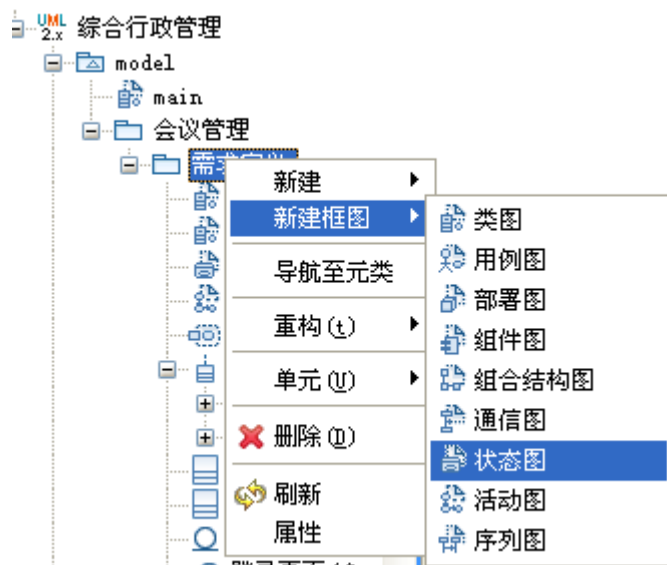 UML 2.x 综合行政管理
model
main
会议管理
需求
新建
新建框图
导航至元类
重构(t)
单元(U)
删除(D)
刷新
属性
类图
用例图
部署图
组件图
组合结构图
通信图
状态图
活动图
序列图